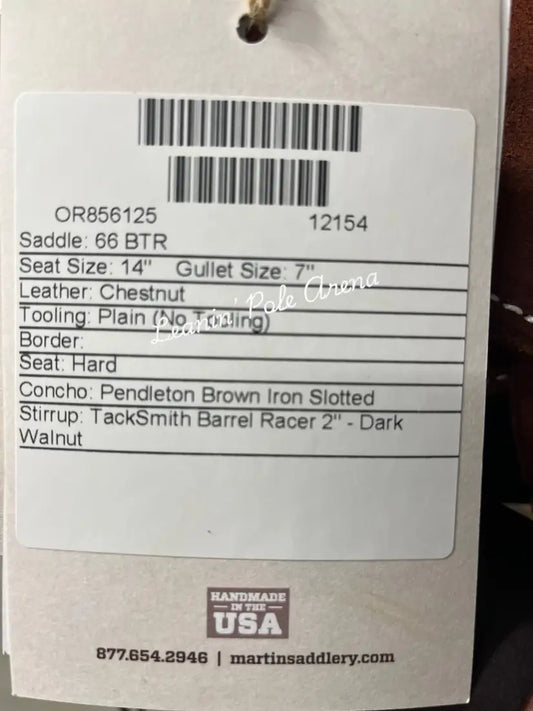 OR856125
12154
Saddle: 66 BTR
Seat Size: 14" Gullet Size: 7"
Leather: Chestnut
Leanin' Pole Arena
Tooling: Plain (No Tooling)
Border:
Seat: Hard
Concho: Pendleton Brown Iron Slotted
Stirrup: TackSmith Barrel Racer 2" - Dark
Walnut
HANDMADE
IN THE
USA
877.654.2946 | martinsaddlery.com